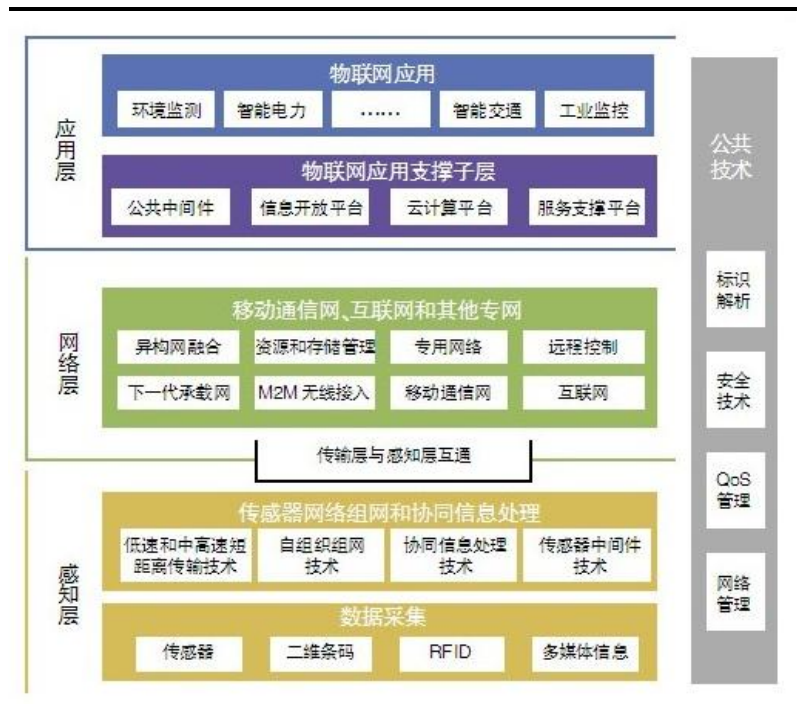 应用层
物联网应用
环境监测 智能电力 …… 智能交通 工业监控
物联网应用支撑子层
公共中间件 信息开放平台 云计算平台 服务支撑平台
网络层
移动通信网、互联网和其他专网
异构网融合 资源和存储管理 专用网络 远程控制
下一代承载网 M2M 无线接入 移动通信网 互联网
传输层与感知层互通
感知层
传感器网络组网和协同信息处理
低速和中高速短
距离传输技术
自组织组网
技术
协同信息处理
技术
传感器中间件
技术
数据采集
传感器 二维条码 RFID 多媒体信息
公共
技术
标识
解析
安全
技术
QoS
管理
网络
管理